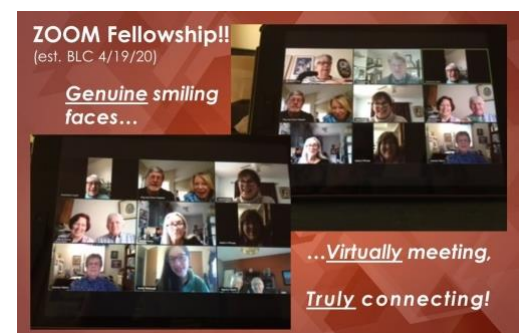 ZOOM Fellowship!!
(est. BLC 4/19/20)
Genuine smiling
faces…
…Virtually meeting,
Truly connecting!